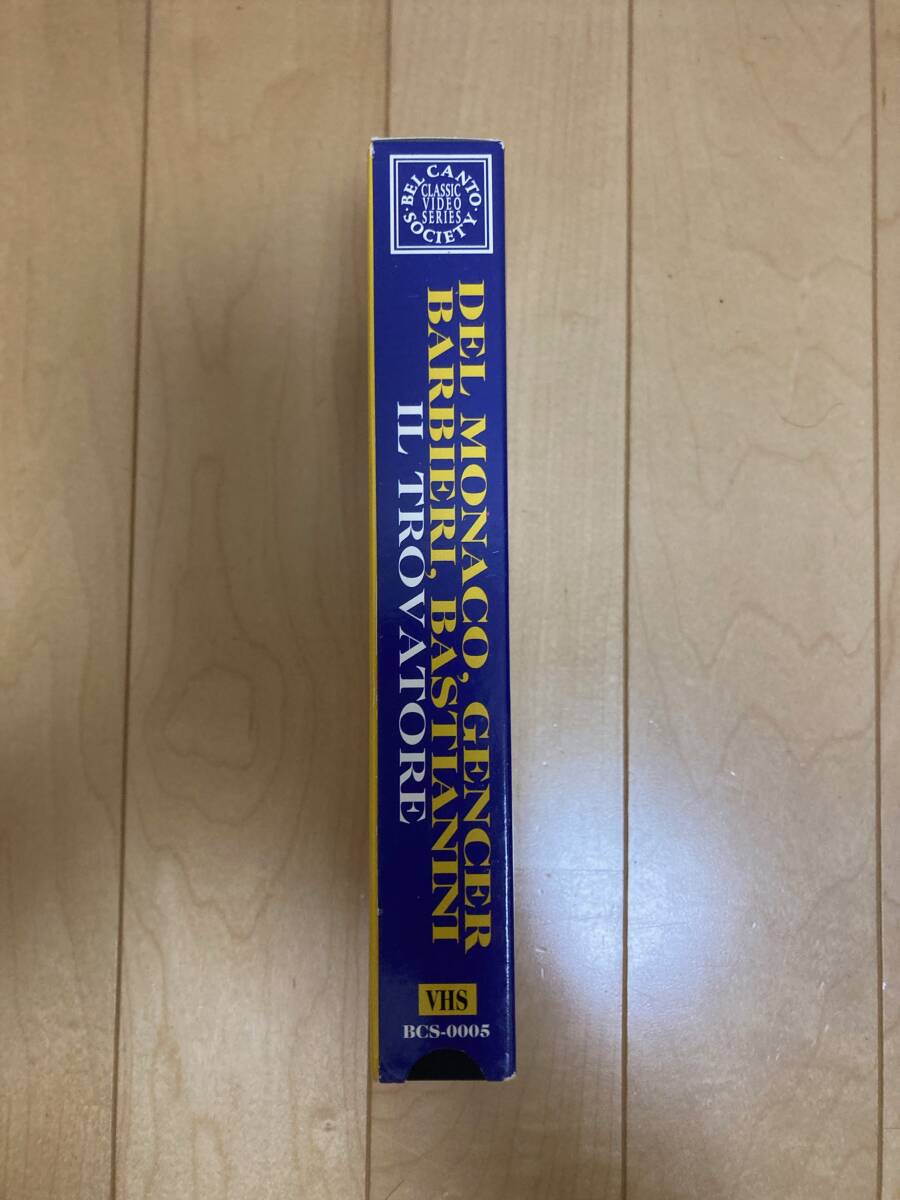 · BEL CANTO ·
SOCIETY
CLASSIC
VIDEO
SERIES
DEL MONACO, GENCER
BARBIERI, BASTIANINI
IL TROVATORE
VHS
BCS-0005